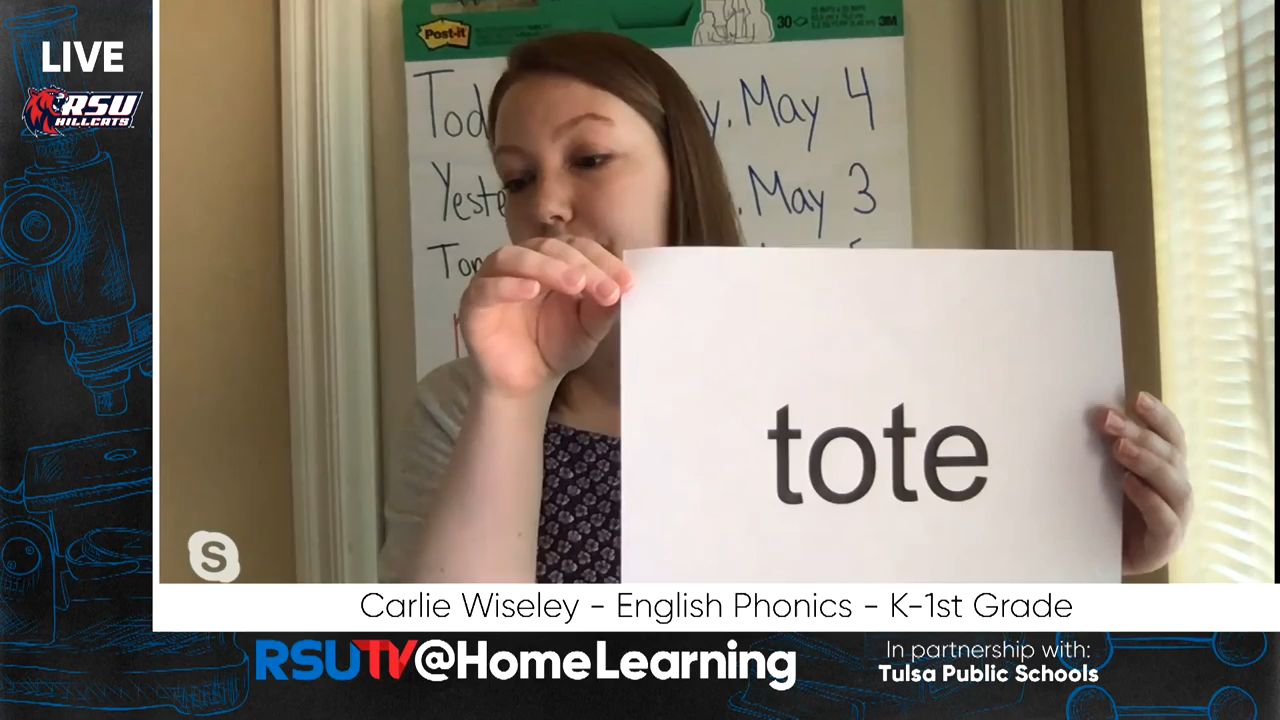 LIVE
RSU
HILLCATS
Post-it
30
3M
Tod
y. May 4
Yeste
. May 3
tote
S
Carlie Wiseley - English Phonics - K-1st Grade
RSUTV@HomeLearning
In partnership with:
Tulsa Public Schools